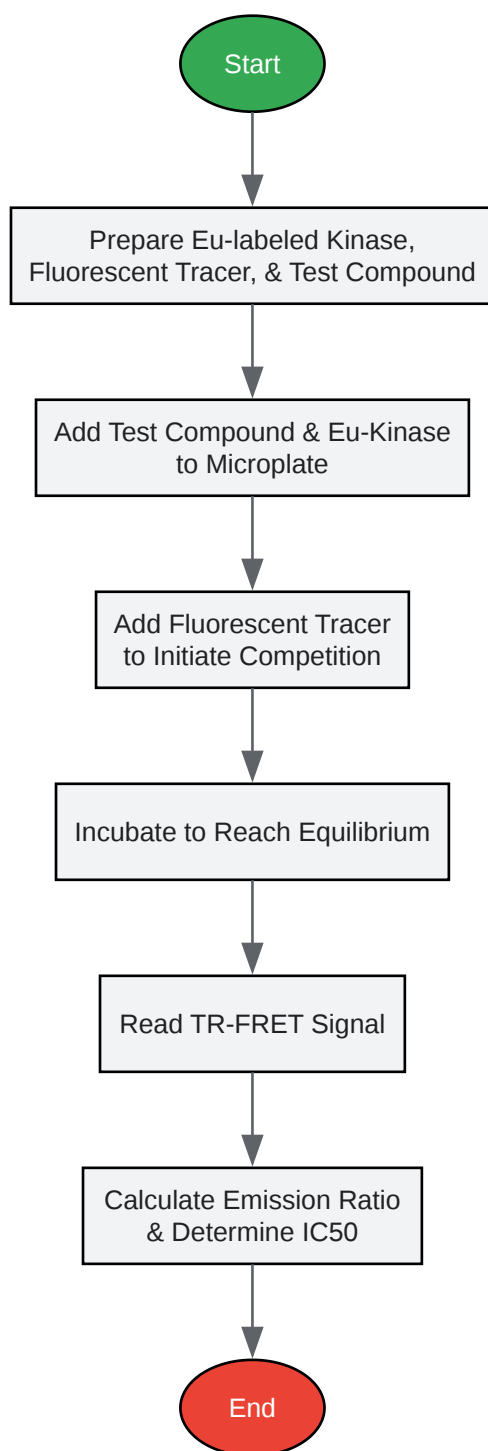 Start
Prepare Eu-labeled Kinase,
Fluorescent Tracer, & Test Compound
Add Test Compound & Eu-Kinase
to Microplate
Add Fluorescent Tracer
to Initiate Competition
Incubate to Reach Equilibrium
Read TR-FRET Signal
Calculate Emission Ratio
& Determine IC50
End